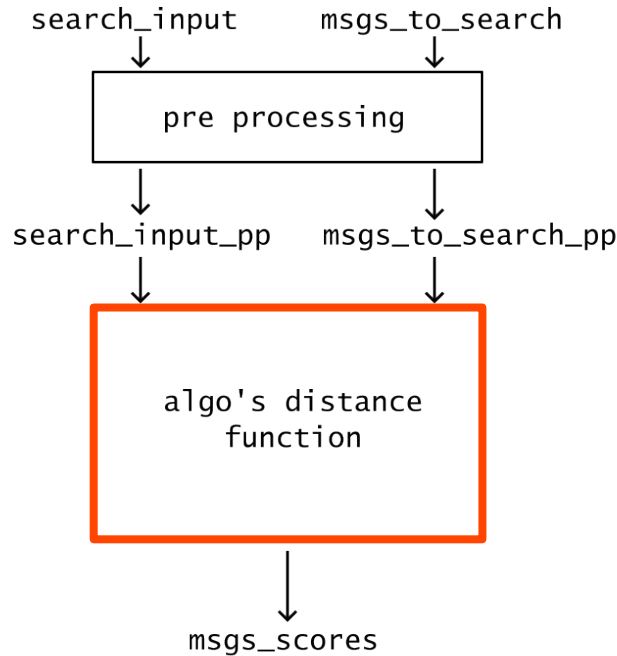 search_input msgs_to_search
pre processing
search_input_pp msgs_to_search_pp
algo's distance
function
msgs_scores